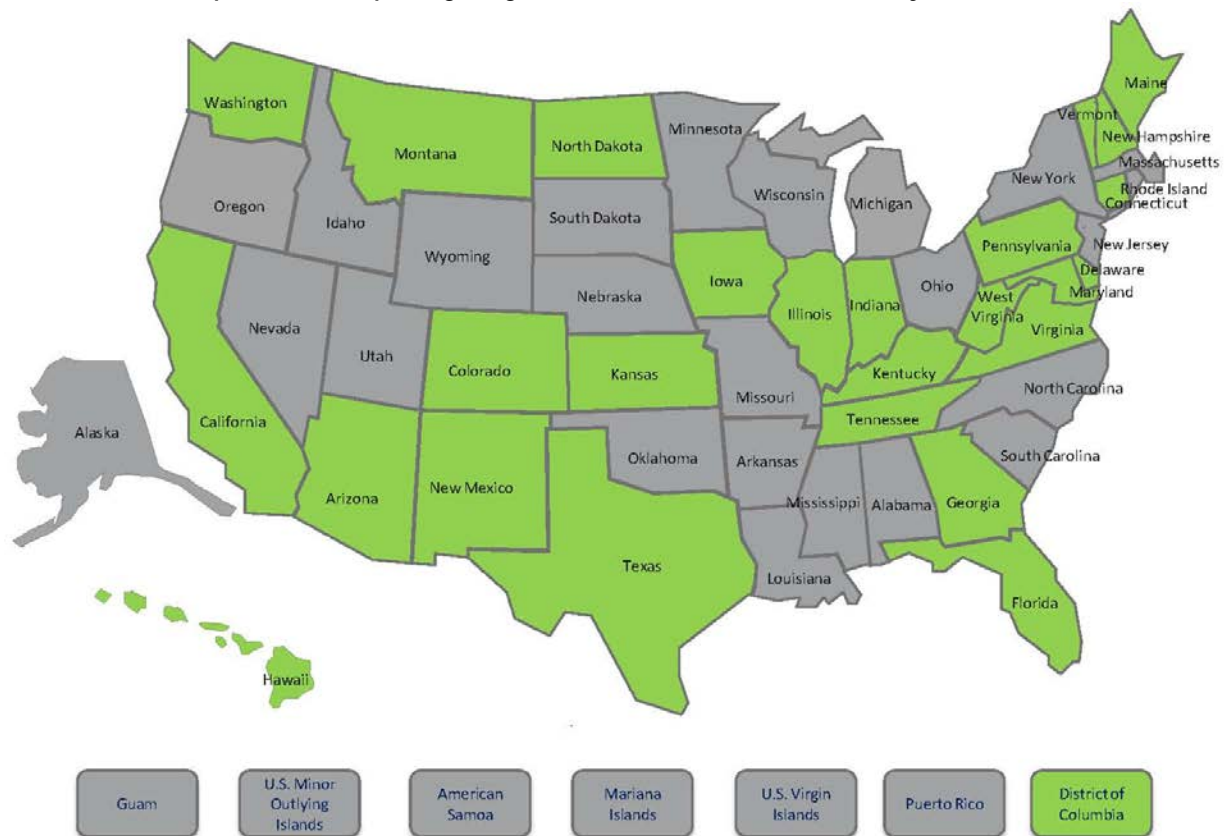 Maine
Washington
Vermont
Minnesota
North Dakota
New Hampshire
Montana
Massachusetts
New York
Rhode Island
Wisconsin
Michigan
Oregon
Connecticut
South Dakota
Idaho
Pennsylvania
New Jersey
Wyoming
Delaware
Iowa
Ohio
Maryland
Nebraska
West
Virginia
Indiana
Illinois
Virginia
Nevada
Utah
Colorado
Kansas
Kentucky
North Carolina
Missouri
Tennessee
California
Alaska
Oklahoma
Arkansas
South Carolina
New Mexico
Arizona
Mississippi
Alabama
Georgia
Texas
Louisiana
Florida
Hawaii
Guam
U.S. Minor
Outlying
Islands
American
Samoa
Mariana
Islands
U.S. Virgin
Islands
Puerto Rico
District of
Columbia